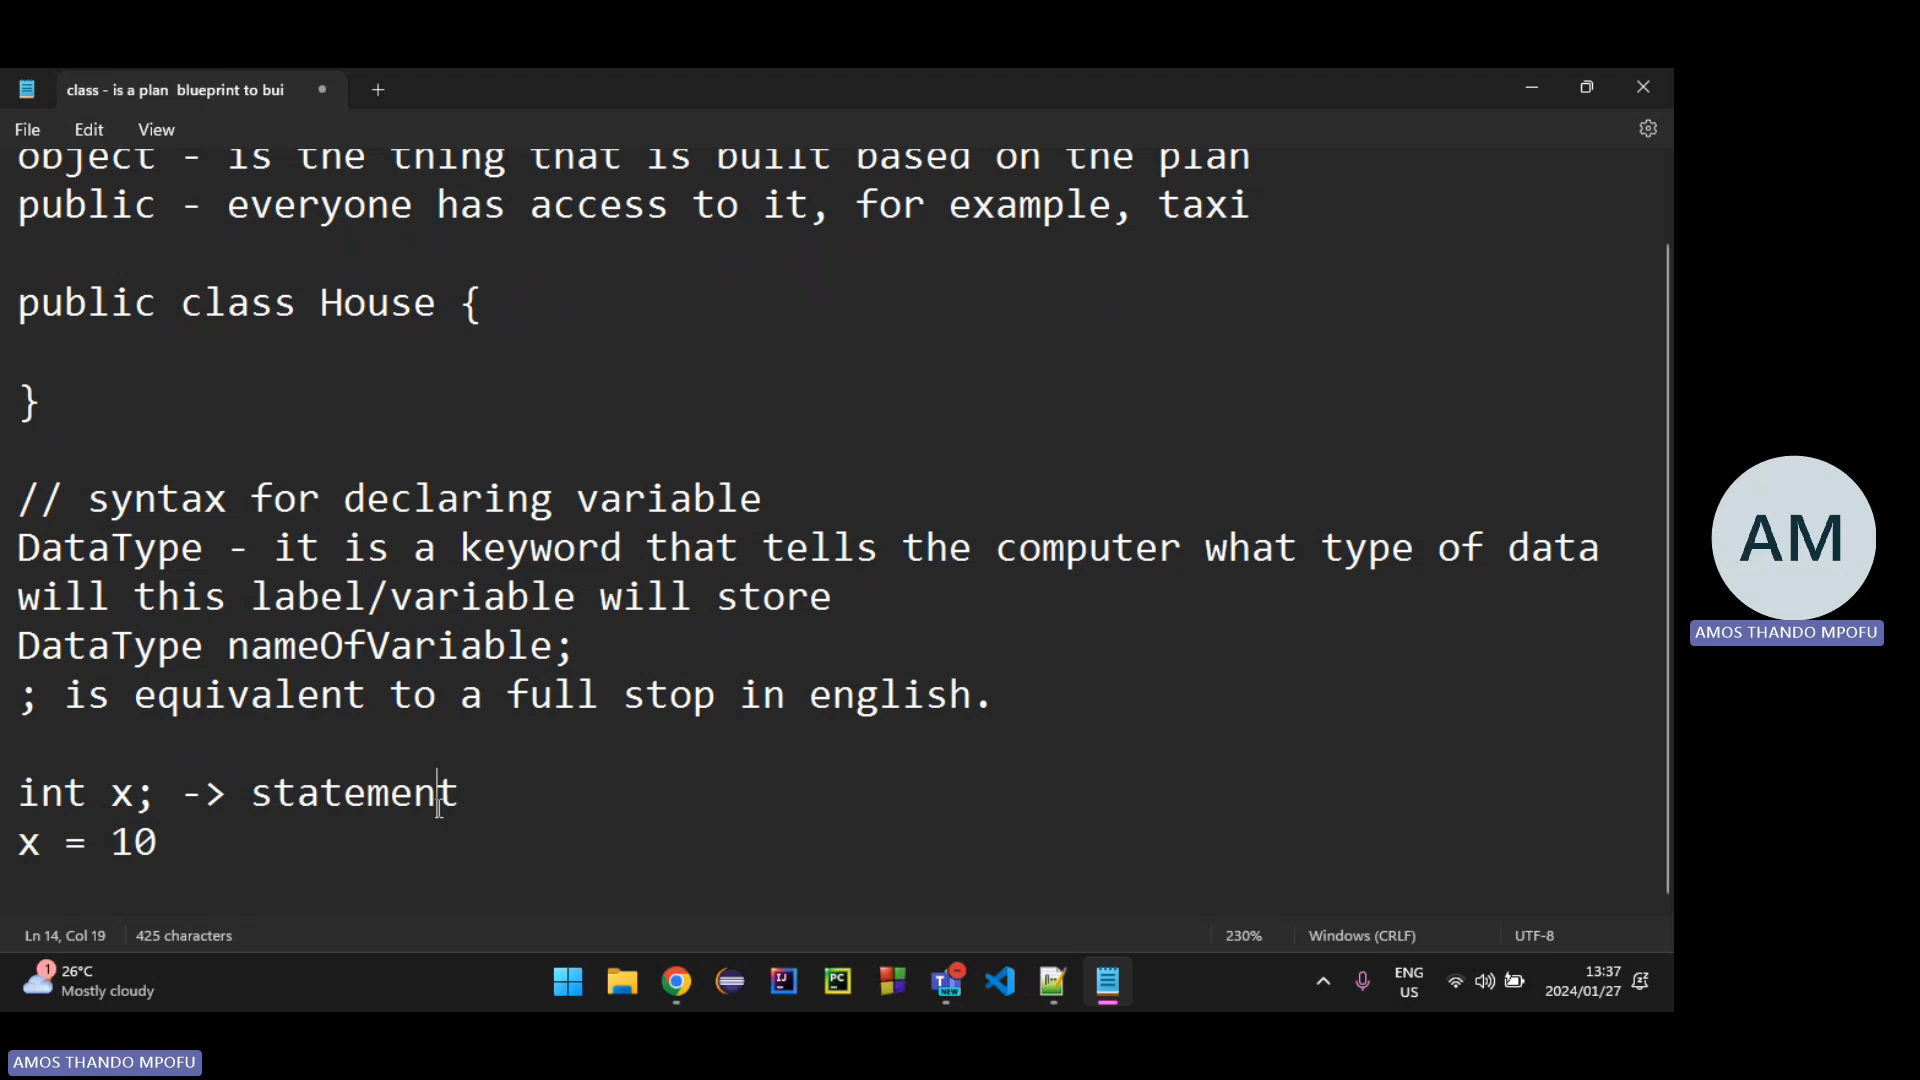 class - is a plan  blueprint to bui
File Edit View
object - is the thing that is built based on the plan
public - everyone has access to it, for example, taxi
public class House {
}
// syntax for declaring variable
DataType - it is a keyword that tells the computer what type of data
will this label/variable will store
DataType nameOfVariable;
; is equivalent to a full stop in english.
int x; -> statement
x = 10
AM
AMOS THANDO MPOFU
Ln 14, Col 19 425 characters 230% Windows (CRLF) UTF-8
1 26°C
Mostly cloudy
IJ
PC
NEW
ENG
US
13:37
2024/01/27
AMOS THANDO MPOFU